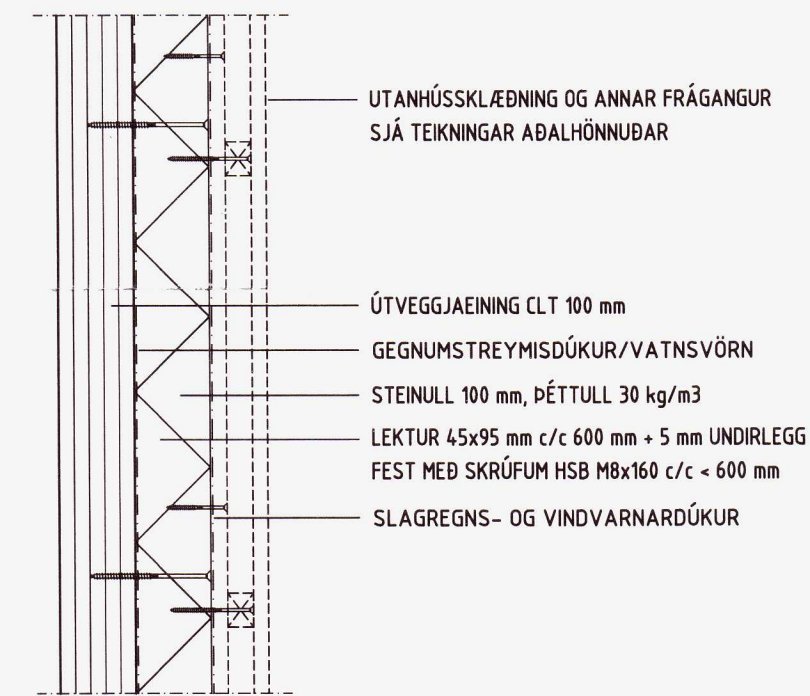 UTANHÚSSKLÆÐNING OG ANNAR FRÁGANGUR
SJÁ TEIKNINGAR AÐALHÖNNUÐAR
ÚTVEGGJAEINING CLT 100 mm
GEGNUMSTREYMISDÚKUR/VATNSVÖRN
STEINULL 100 mm, ÞÉTTULL 30 kg/m3
LEKTUR 45x95 mm c/c 600 mm + 5 mm UNDIRLEGG
FEST MEÐ SKRÚFUM HSB M8x160 c/c < 600 mm
SLAGREGNS- OG VINDVARNARDÚKUR